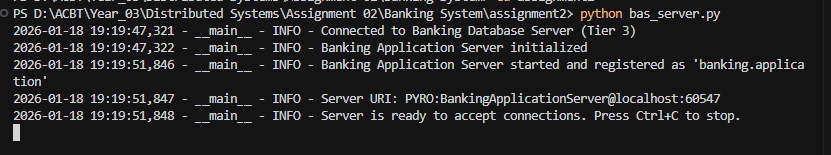 PS D:\ACBT\Year_03\Distributed Systems\Assignment 02\Banking System\assignment2> python bas_server.py
2026-01-18 19:19:47,321 - __main__ - INFO - Connected to Banking Database Server (Tier 3)
2026-01-18 19:19:47,322 - __main__ - INFO - Banking Application Server initialized
2026-01-18 19:19:51,846 - __main__ - INFO - Banking Application Server started and registered as 'banking.applica
tion'
2026-01-18 19:19:51,847 - __main__ - INFO - Server URI: PYRO:BankingApplicationServer@localhost:60547
2026-01-18 19:19:51,848 - __main__ - INFO - Server is ready to accept connections. Press Ctrl+C to stop.